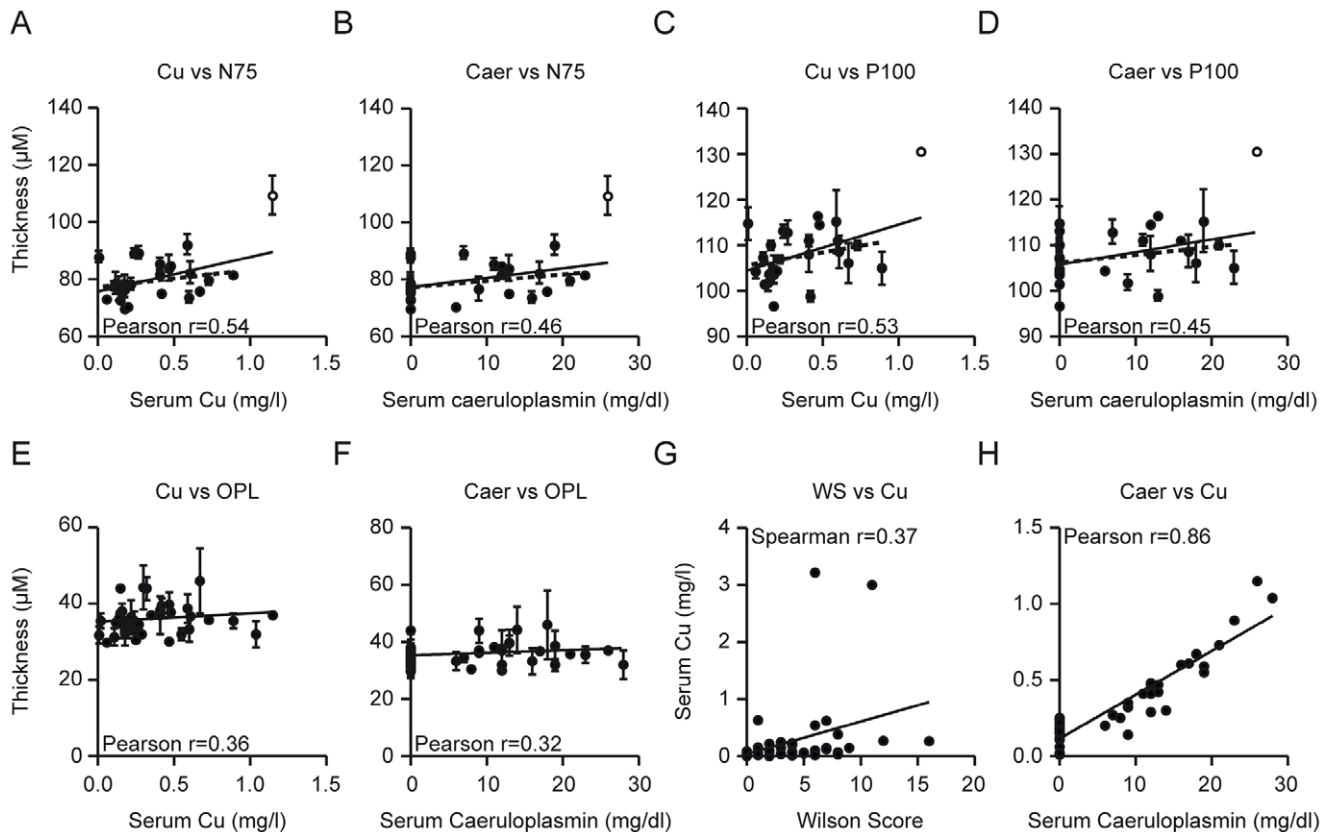 A
B
C
D
Cu vs N75
Caer vs N75
Cu vs P100
Caer vs P100
Thickness (µM)
140
120
100
80
60
Pearson r=0.54
0.0
0.5
1.0
1.5
Serum Cu (mg/l)
140
120
100
80
60
Pearson r=0.46
0
10
20
30
Serum caeruloplasmin (mg/dl)
140
130
120
110
100
90
Pearson r=0.53
0.0
0.5
1.0
1.5
Serum Cu (mg/l)
140
130
120
110
100
90
Pearson r=0.45
0
10
20
30
Serum caeruloplasmin (mg/dl)
E
F
G
H
Cu vs OPL
Caer vs OPL
WS vs Cu
Caer vs Cu
Thickness (µM)
60
40
20
0
Pearson r=0.36
0.0
0.5
1.0
1.5
Serum Cu (mg/l)
80
60
40
20
0
Pearson r=0.32
0
10
20
30
Serum Caeruloplasmin (mg/dl)
Serum Cu (mg/l)
4
3
2
1
0
Spearman r=0.37
0
5
10
15
20
Wilson Score
1.5
1.0
0.5
0.0
Pearson r=0.86
0
10
20
30
Serum Caeruloplasmin (mg/dl)